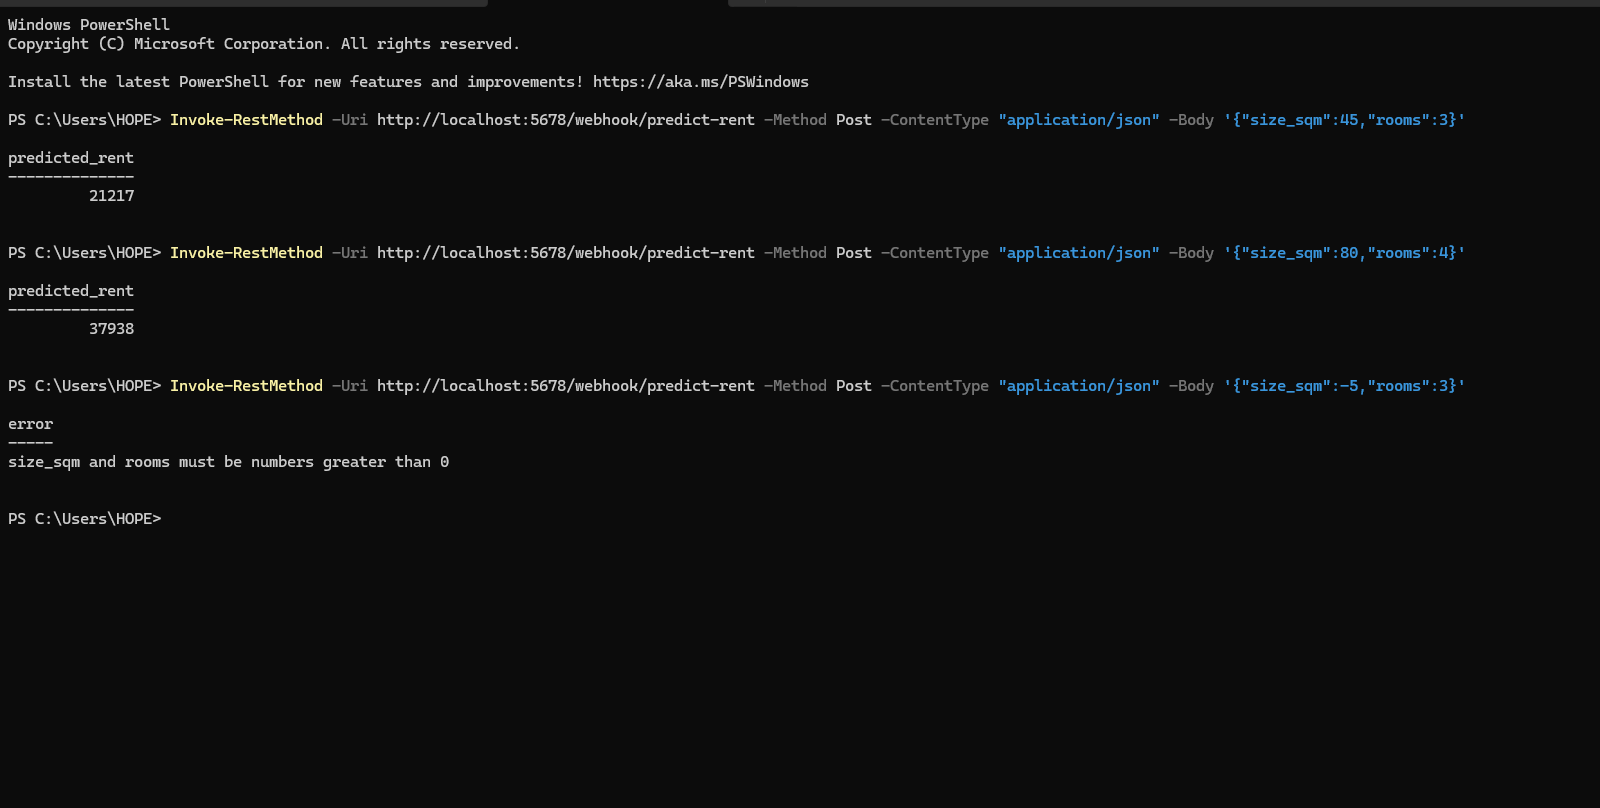 Windows PowerShell
Copyright (C) Microsoft Corporation. All rights reserved.
Install the latest PowerShell for new features and improvements! https://aka.ms/PSWindows
PS C:\Users\HOPE> Invoke-RestMethod -Uri http://localhost:5678/webhook/predict-rent -Method Post -ContentType "application/json" -Body '{"size_sqm":45,"rooms":3}'
predicted_rent
--------------
21217
PS C:\Users\HOPE> Invoke-RestMethod -Uri http://localhost:5678/webhook/predict-rent -Method Post -ContentType "application/json" -Body '{"size_sqm":80,"rooms":4}'
predicted_rent
--------------
37938
PS C:\Users\HOPE> Invoke-RestMethod -Uri http://localhost:5678/webhook/predict-rent -Method Post -ContentType "application/json" -Body '{"size_sqm":-5,"rooms":3}'
error
-----
size_sqm and rooms must be numbers greater than 0
PS C:\Users\HOPE>